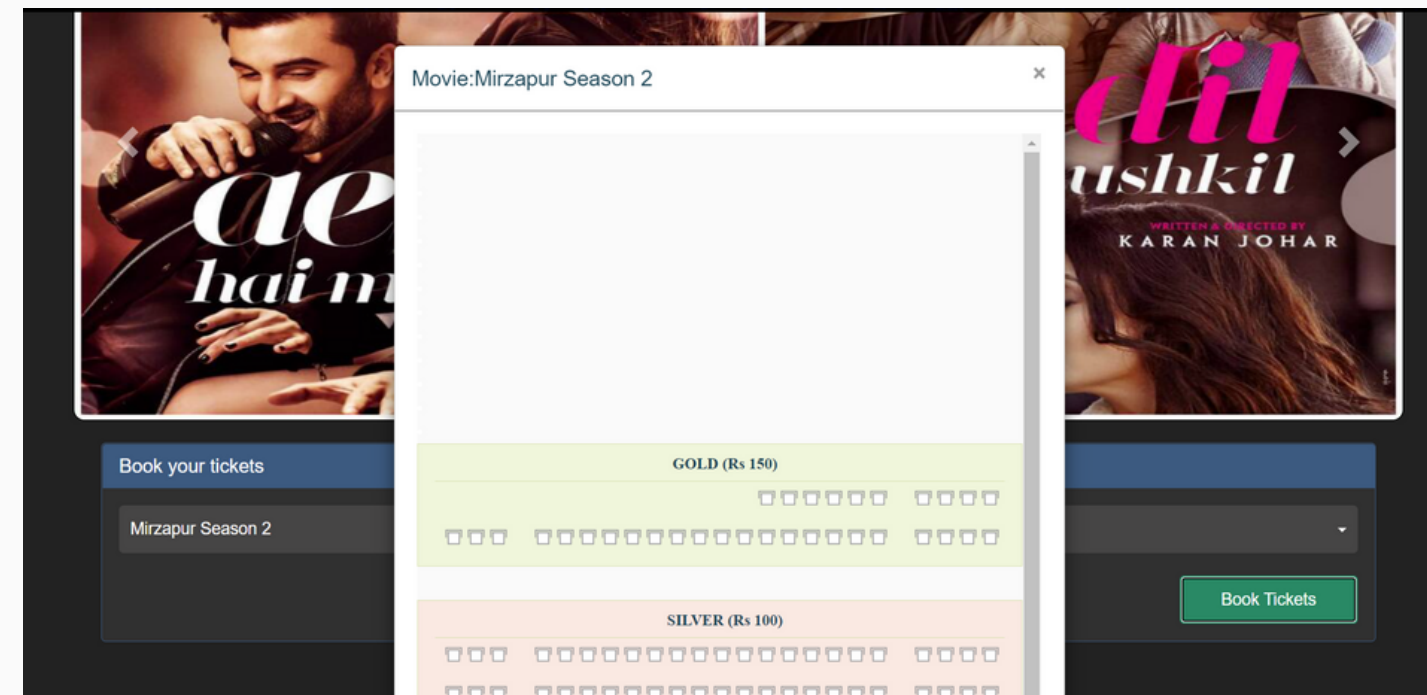 Movie:Mirzapur Season 2
×
ae
dil
hai m
ushkil
WRITTEN & DIRECTED BY
KARAN JOHAR
GOLD (Rs 150)
SILVER (Rs 100)
Book your tickets
Mirzapur Season 2
Book Tickets